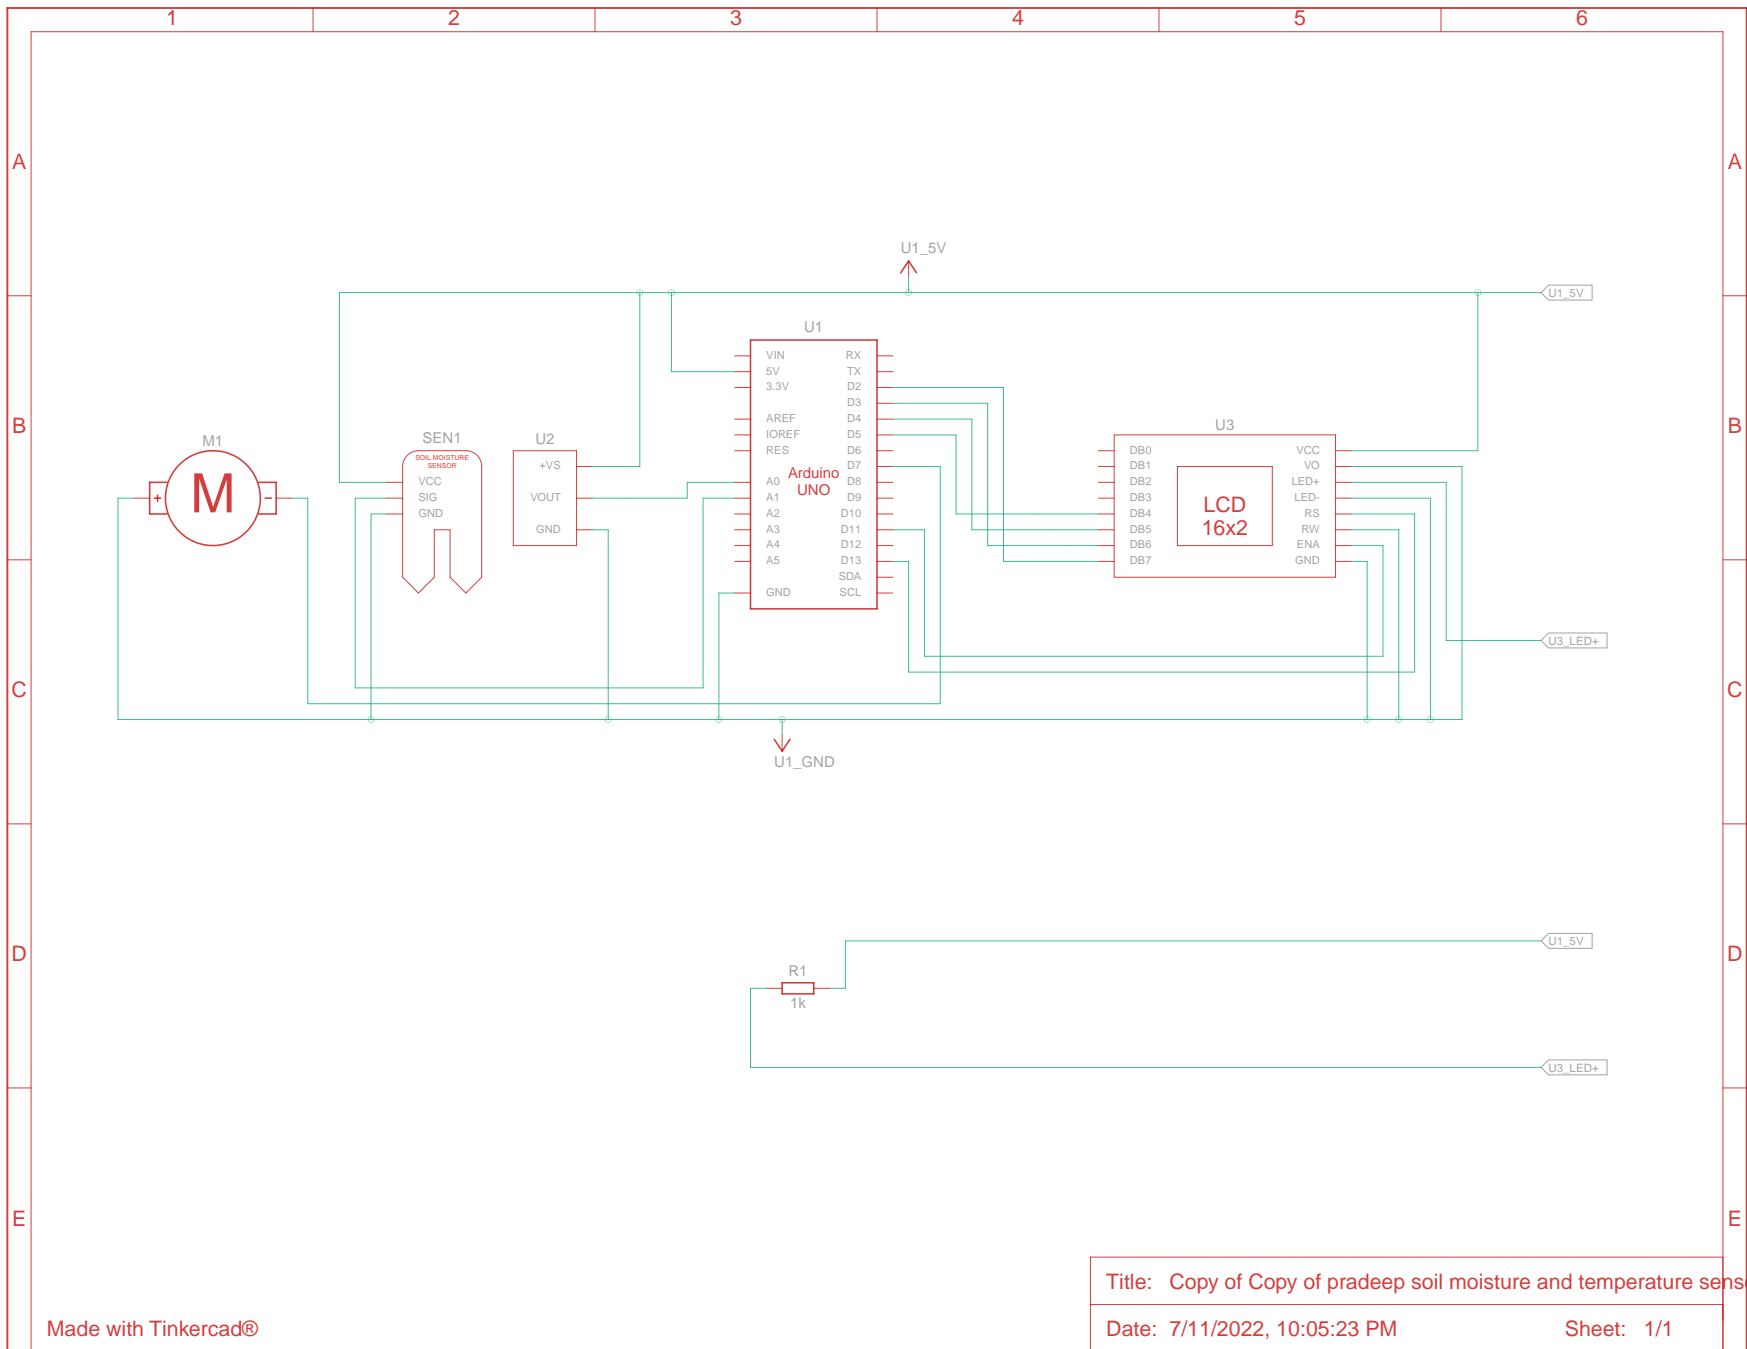 1 2 3 4 5 6
A A
U1_5V
U1_5V
B B
M1
SEN1
SOIL MOISTURE
SENSOR
VCC
SIG
GND
U2
+VS
VOUT
GND
M
+ -
U1
VIN RX
5V TX
3.3V D2
D3
AREF D4
IOREF D5
RES D6
D7
A0 D8
A1 D9
A2 D10
A3 D11
A4 D12
A5 D13
SDA
GND SCL
Arduino
UNO
U3
DB0 VCC
DB1 VO
DB2 LED+
DB3 LED-
DB4 RS
DB5 RW
DB6 ENA
DB7 GND
LCD
16x2
U3_LED+
C C
U1_GND
D D
U1_5V
R1
1k
U3_LED+
E E
Title: Copy of Copy of pradeep soil moisture and temperature sens
Made with Tinkercad®
Date: 7/11/2022, 10:05:23 PM Sheet: 1/1